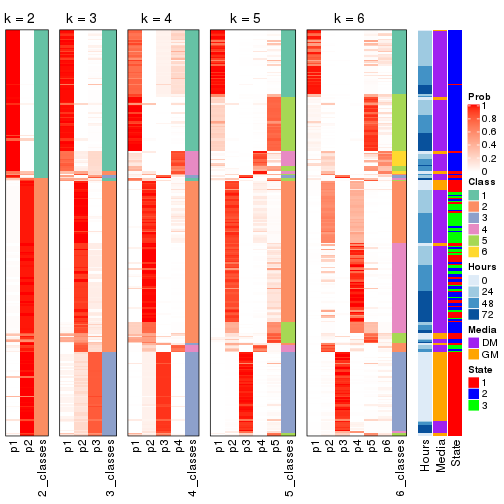 k = 2
k = 3
k = 4
k = 5
k = 6
p1
p2
2_classes
p1
p2
p3
3_classes
p1
p2
p3
p4
4_classes
p1
p2
p3
p4
p5
5_classes
p1
p2
p3
p4
p5
p6
6_classes
Hours
Media
State
Prob
1
0.8
0.6
0.4
0.2
0
Class
1
2
3
4
5
6
Hours
0
24
48
72
Media
DM
GM
State
1
2
3